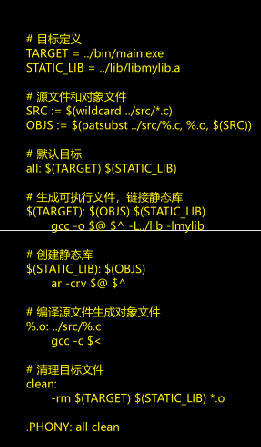 # 目标定义
TARGET = ../bin/main.exe
STATIC_LIB = ../lib/libmylib.a
# 源文件和对象文件
SRC := $(wildcard ../src/*.c)
OBJS := $(patsubst ../src/%.c, %.o, $(SRC))
# 默认目标
all: $(TARGET) $(STATIC_LIB)
# 生成可执行文件，链接静态库
$(TARGET): $(OBJS) $(STATIC_LIB)
gcc -o $@ $^ -L../lib -lmylib
# 创建静态库
$(STATIC_LIB): $(OBJS)
ar -crv $@ $^
# 编译源文件生成对象文件
%.o: ../src/%.c
gcc -c $<
# 清理目标文件
clean:
-rm $(TARGET) $(STATIC_LIB) *.o
.PHONY: all clean